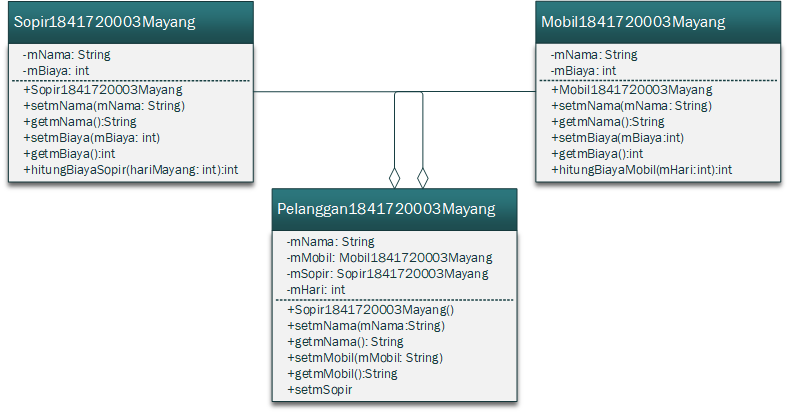 Sopir1841720003Mayang
-mNama: String
-mBiaya: int
+Sopir1841720003Mayang
+setmNama(mNama: String)
+getmNama():String
+setmBiaya(mBiaya: int)
+getmBiaya():int
+hitungBiayaSopir(hariMayang: int):int
Mobil1841720003Mayang
-mNama: String
-mBiaya: int
+Mobil1841720003Mayang
+setmNama(mNama: String)
+getmNama():String
+setmBiaya(mBiaya:int)
+getmBiaya():int
+hitungBiayaMobil(mHari:int):int
Pelanggan1841720003Mayang
-mNama: String
-mMobil: Mobil1841720003Mayang
-mSopir: Sopir1841720003Mayang
-mHari: int
+Sopir1841720003Mayang()
+setmNama(mNama:String)
+getmNama(): String
+setmMobil(mMobil: String)
+getmMobil():String
+setmSopir